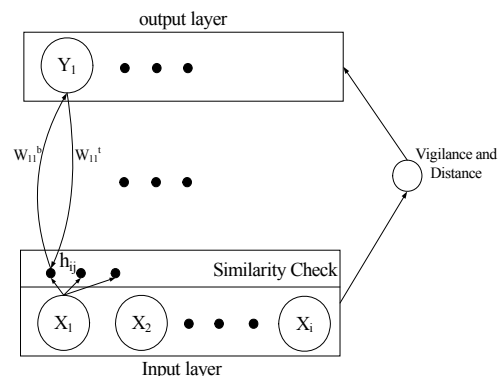 output layer
Y₁
W₁₁ᵇ
W₁₁ᵗ
Vigilance and
Distance
hᵢⱼ
Similarity Check
X₁
X₂
Xᵢ
Input layer